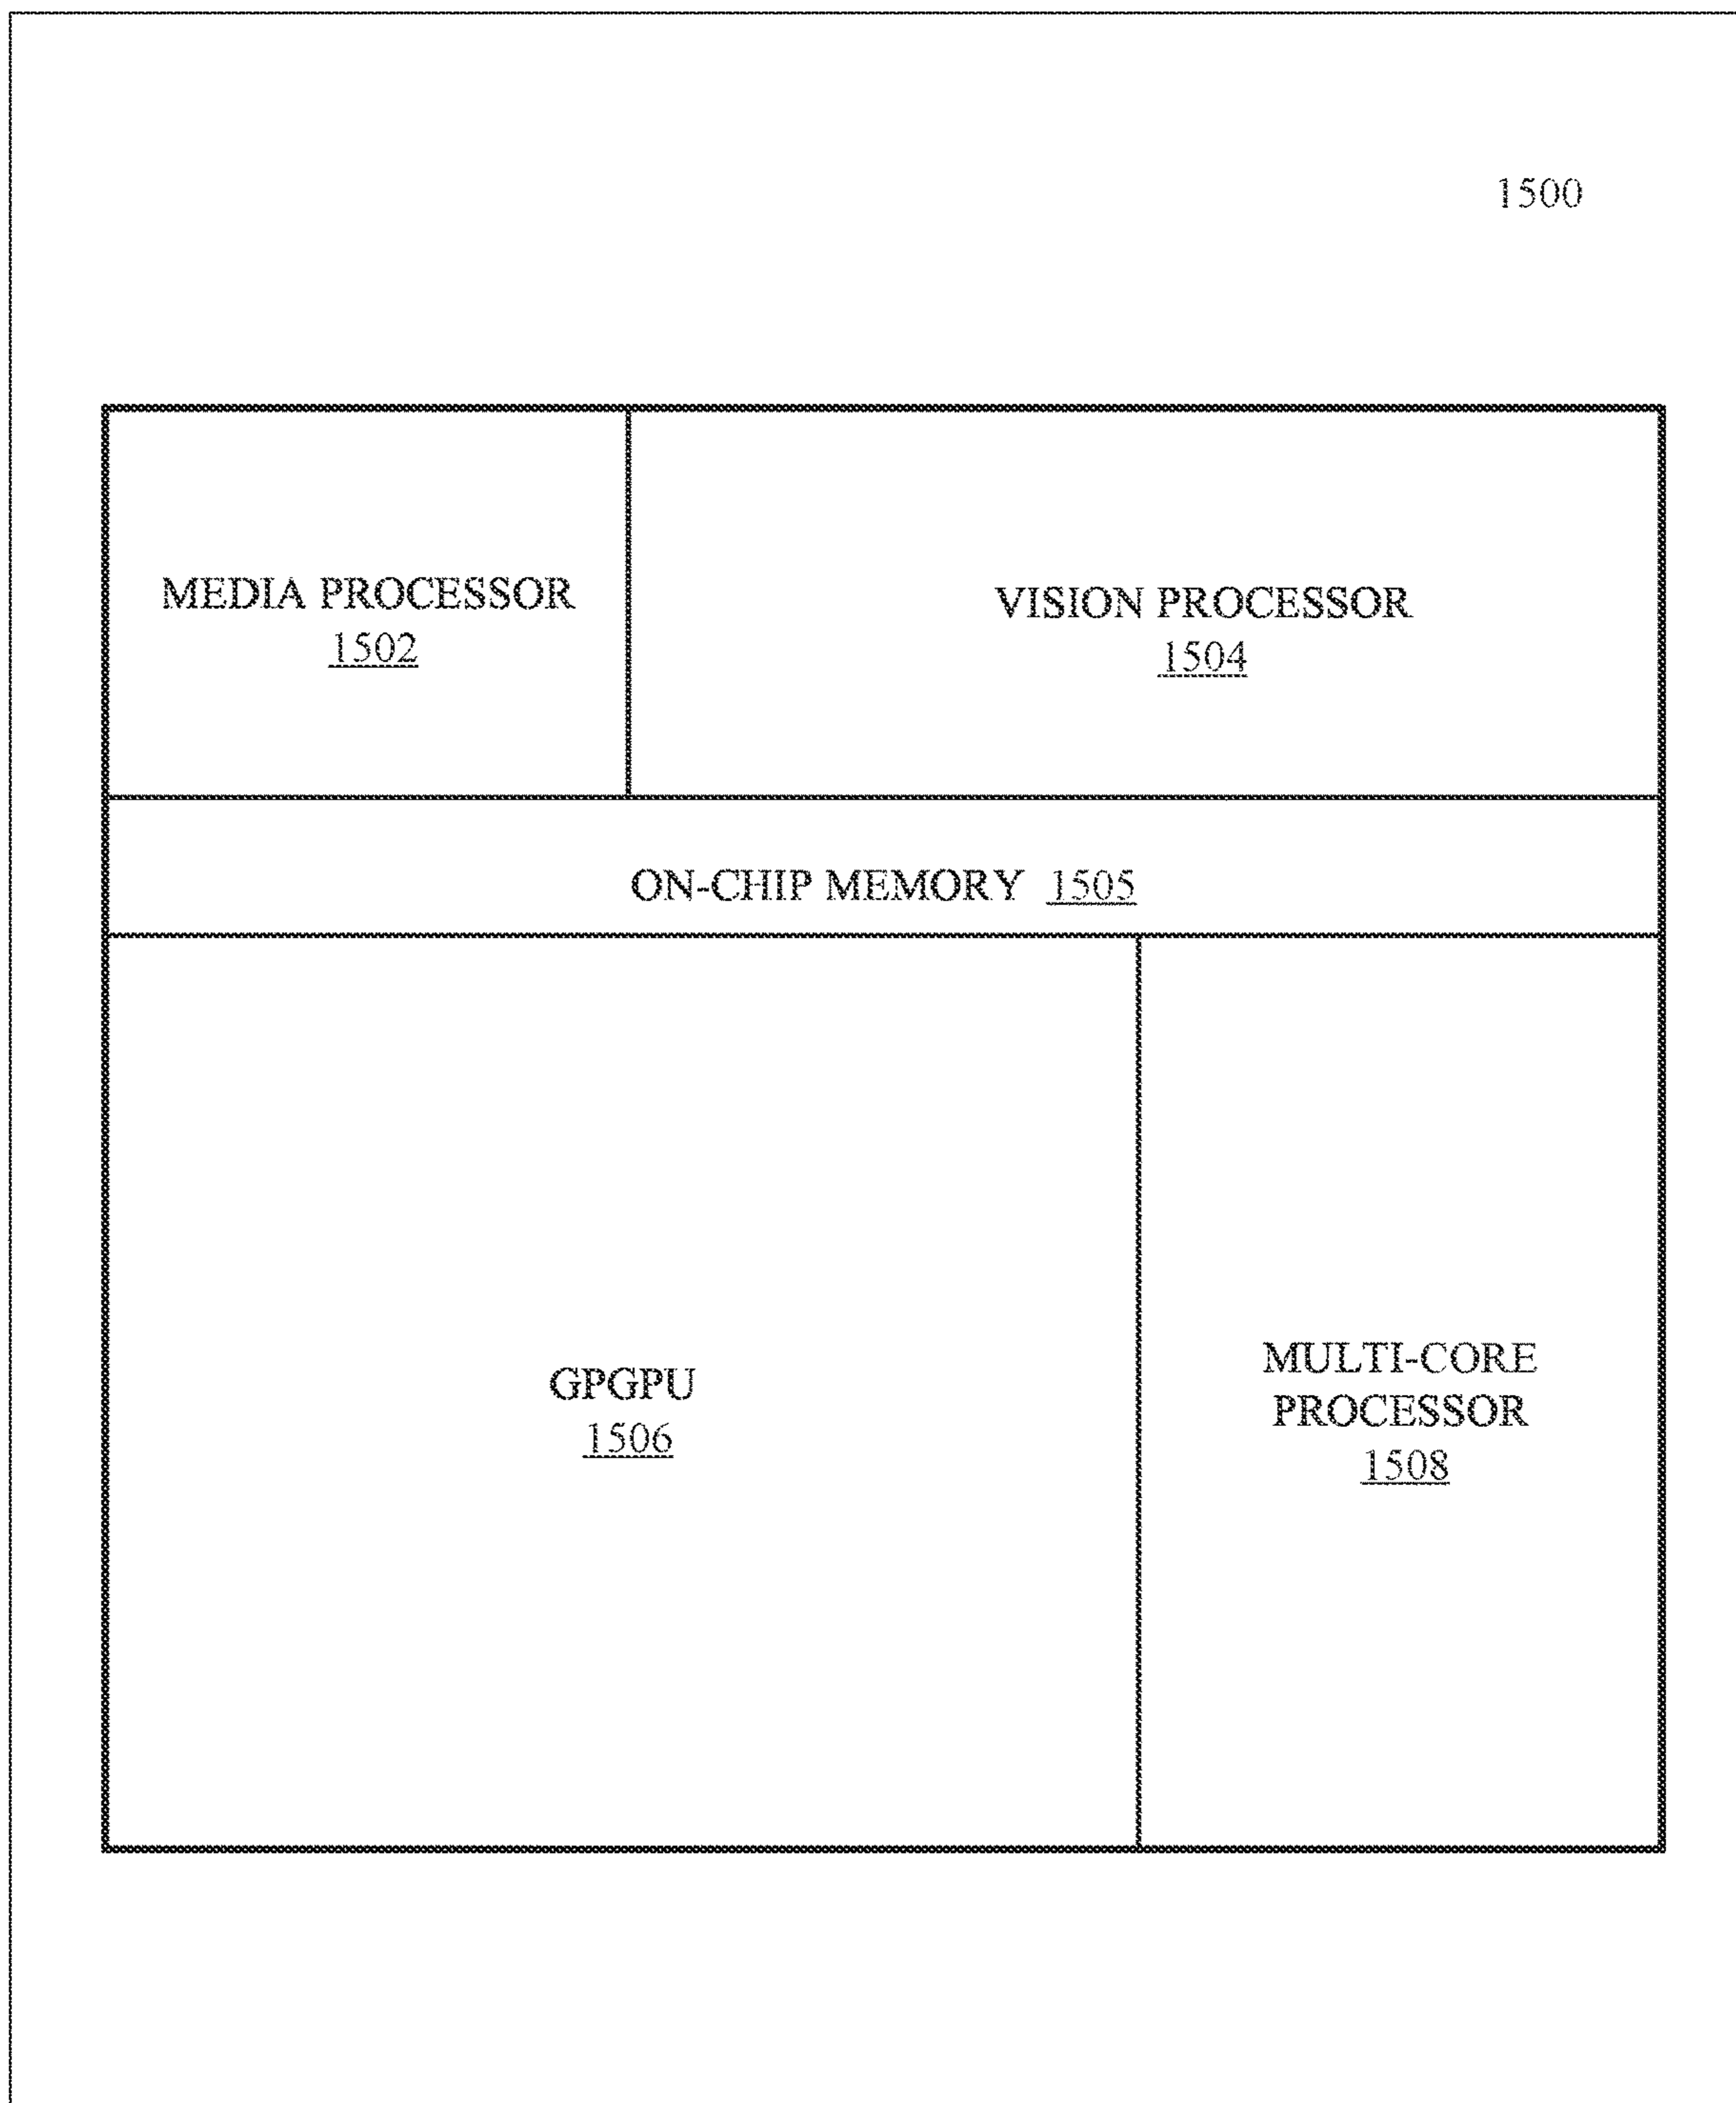 1500
MEDIA PROCESSOR
1502
VISION PROCESSOR
1504
ON-CHIP MEMORY 1505
GPGPU
1506
MULTI-CORE
PROCESSOR
1508